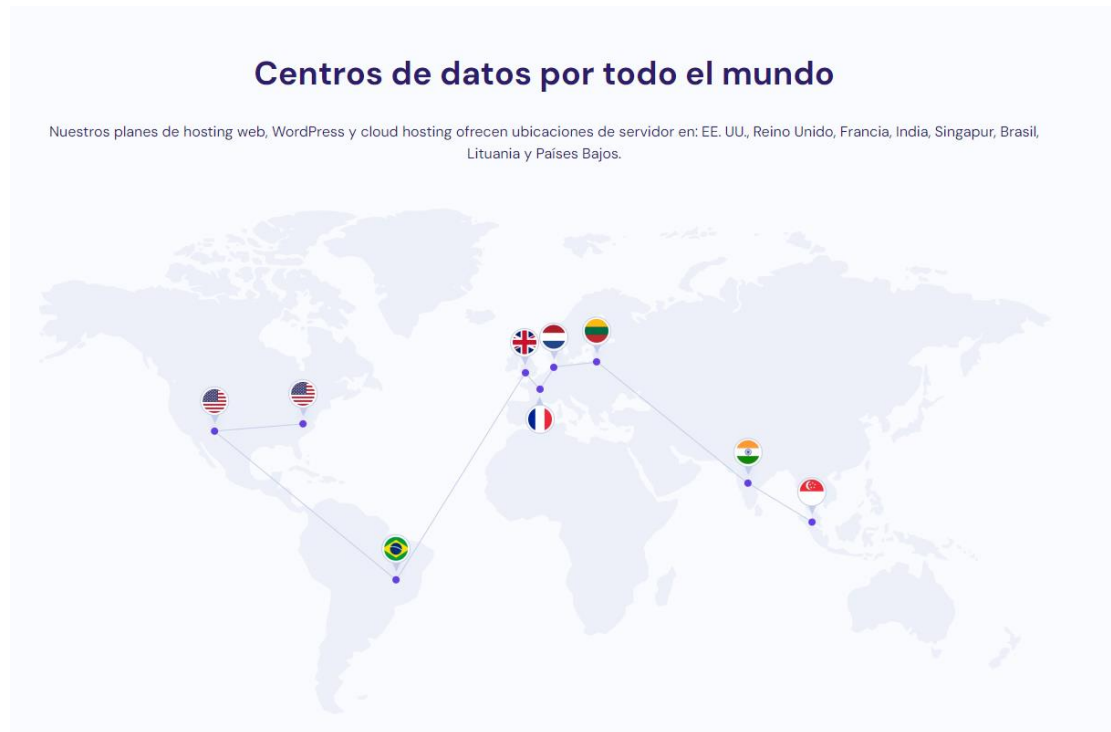 Centros de datos por todo el mundo
Nuestros planes de hosting web, WordPress y cloud hosting ofrecen ubicaciones de servidor en: EE. UU., Reino Unido, Francia, India, Singapur, Brasil,
Lituania y Países Bajos.